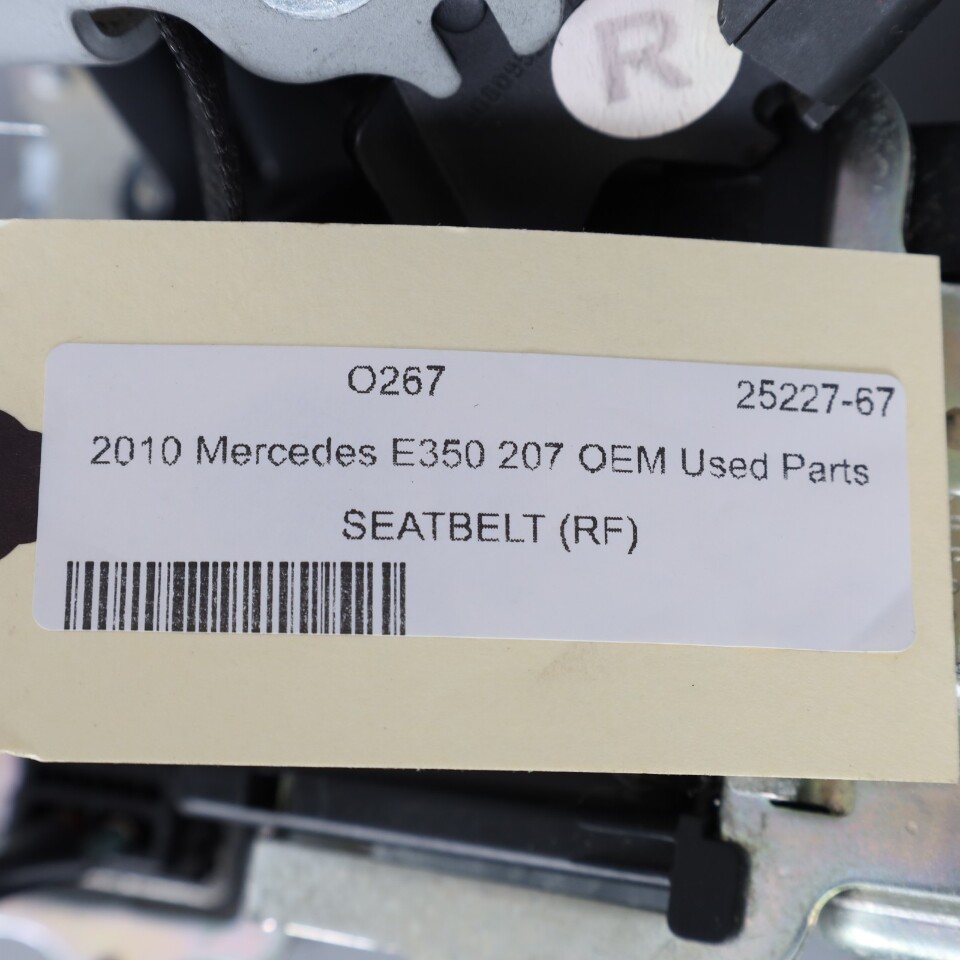 R
O267 25227-67
2010 Mercedes E350 207 OEM Used Parts
SEATBELT (RF)